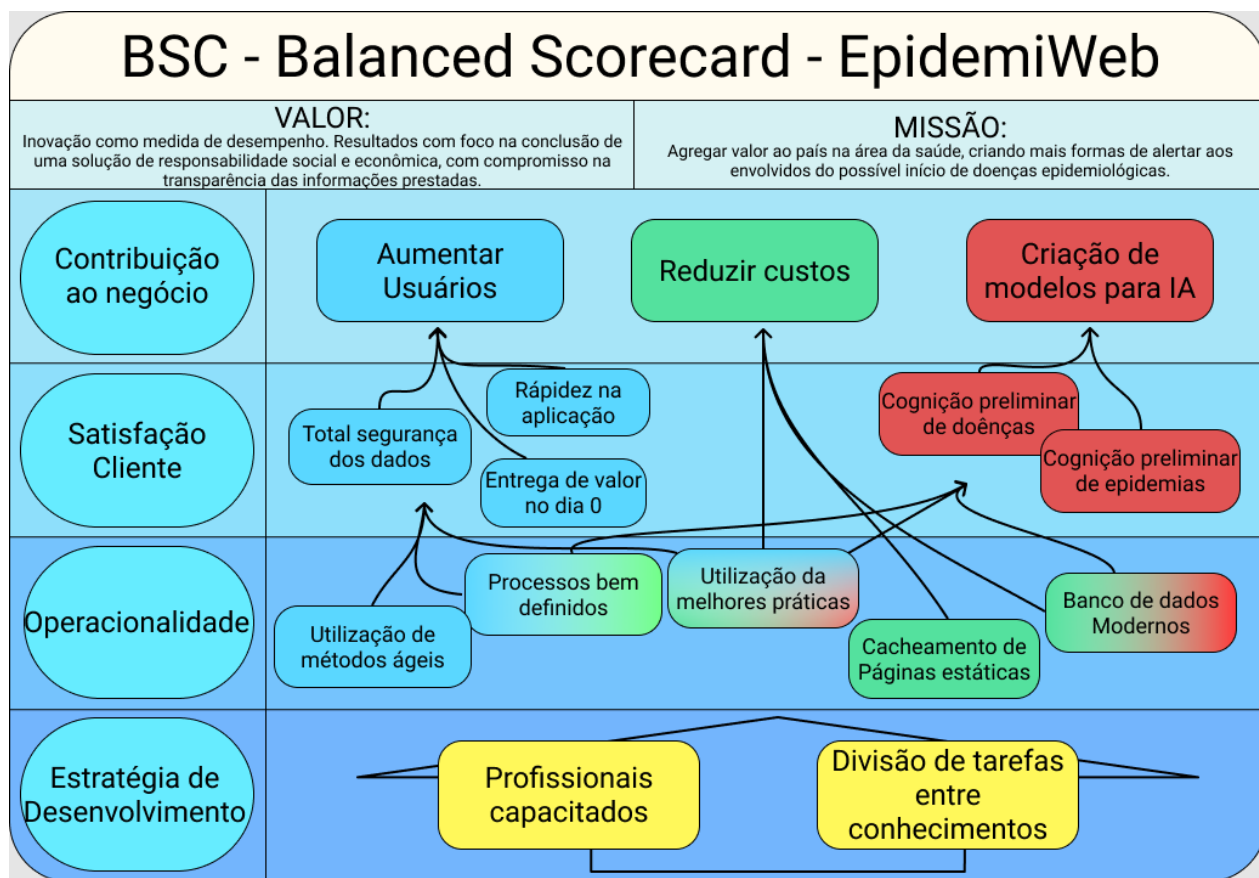 BSC - Balanced Scorecard - EpidemiWeb
VALOR:
Inovação como medida de desempenho. Resultados com foco na conclusão de
uma solução de responsabilidade social e econômica, com compromisso na
transparência das informações prestadas.
MISSÃO:
Agregar valor ao país na área da saúde, criando mais formas de alertar aos
envolvidos do possível início de doenças epidemiológicas.
Contribuição
ao negócio
Aumentar
Usuários
Reduzir custos
Criação de
modelos para IA
Satisfação
Cliente
Total segurança
dos dados
Rápidez na
aplicação
Entrega de valor
no dia 0
Cognição preliminar
de doênças
Cognição preliminar
de epidemias
Operacionalidade
Utilização de
métodos ágeis
Processos bem
definidos
Utilização da
melhores práticas
Cacheamento de
Páginas estáticas
Banco de dados
Modernos
Estratégia de
Desenvolvimento
Profissionais
capacitados
Divisão de tarefas
entre
conhecimentos